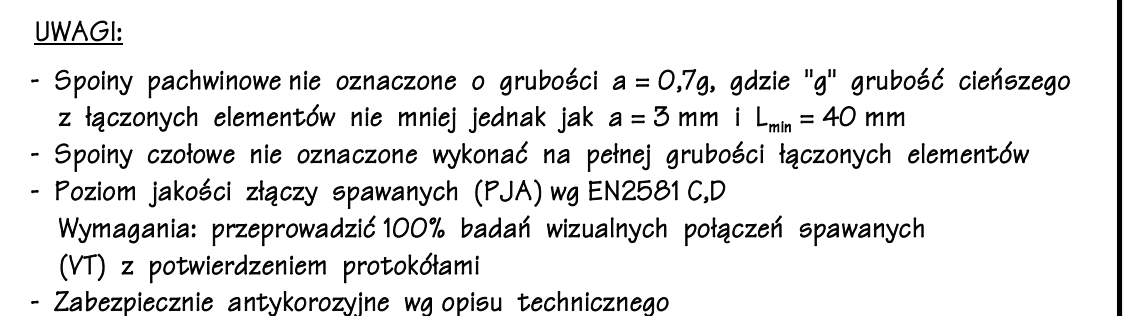 UWAGI:
- Spoiny pachwinowe nie oznaczone o grubości a = 0,7g, gdzie "g" grubość cieńszego
z łączonych elementów nie mniej jednak jak a = 3 mm i Lmin = 40 mm
- Spoiny czołowe nie oznaczone wykonać na pełnej grubości łączonych elementów
- Poziom jakości złączy spawanych (PJA) wg EN2581 C,D
Wymagania: przeprowadzić 100% badań wizualnych połączeń spawanych
(VT) z potwierdzeniem protokółami
- Zabezpiecznie antykorozyjne wg opisu technicznego